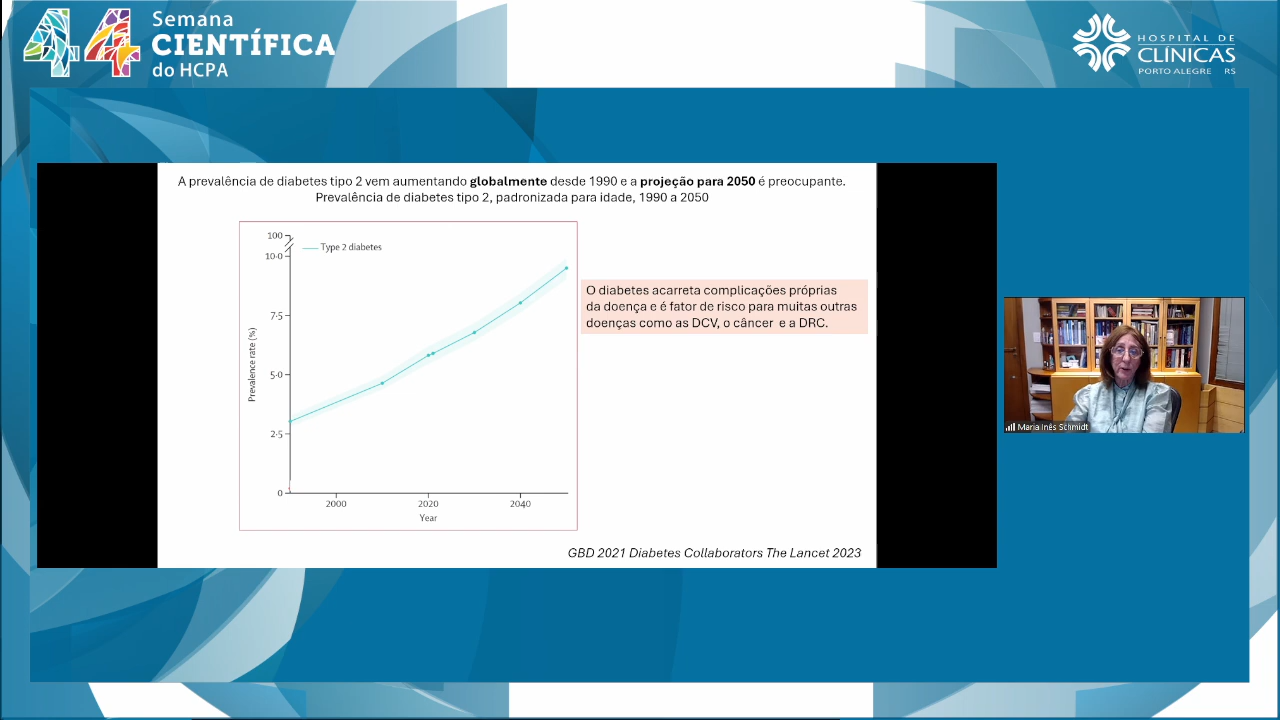 44
Semana
CIENTÍFICA
do HCPA
HOSPITAL DE
CLÍNICAS
PORTO ALEGRE RS
A prevalência de diabetes tipo 2 vem aumentando globalmente desde 1990 e a projeção para 2050 é preocupante.
Prevalência de diabetes tipo 2, padronizada para idade, 1990 a 2050
100
Type 2 diabetes
10·0
7·5
5·0
2·5
0
Prevalence rate (%)
2000
2020
2040
Year
O diabetes acarreta complicações próprias
da doença e é fator de risco para muitas outras
doenças como as DCV, o câncer e a DRC.
GBD 2021 Diabetes Collaborators The Lancet 2023
Maria Inês Schmidt